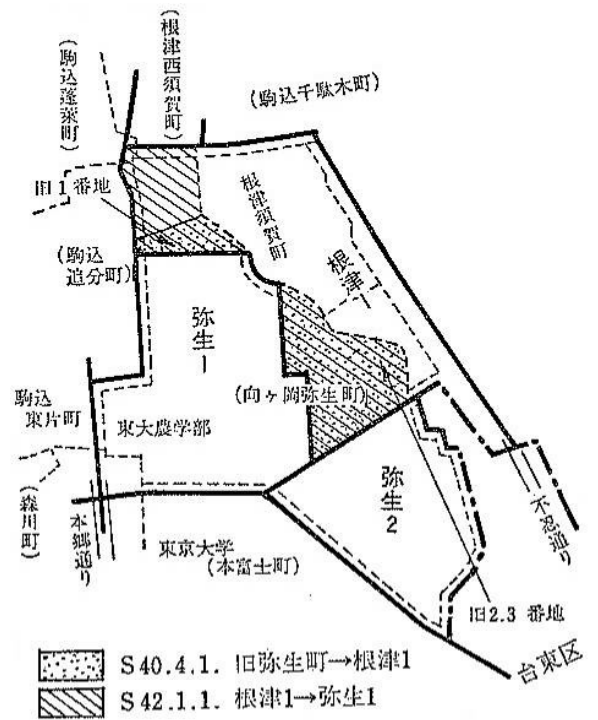 (駒込蓬莱町)
(根津西須賀町)
(駒込千駄木町)
旧1番地
(駒込
追分町)
根津須賀町
根津1
弥生1
(向ヶ岡弥生町)
駒込
東片町
東大農学部
(森川町)
本郷通り
東京大学
(本富士町)
弥生2
不忍通り
旧2.3番地
台東区
S40.4.1. 旧弥生町→根津1
S42.1.1. 根津1→弥生1